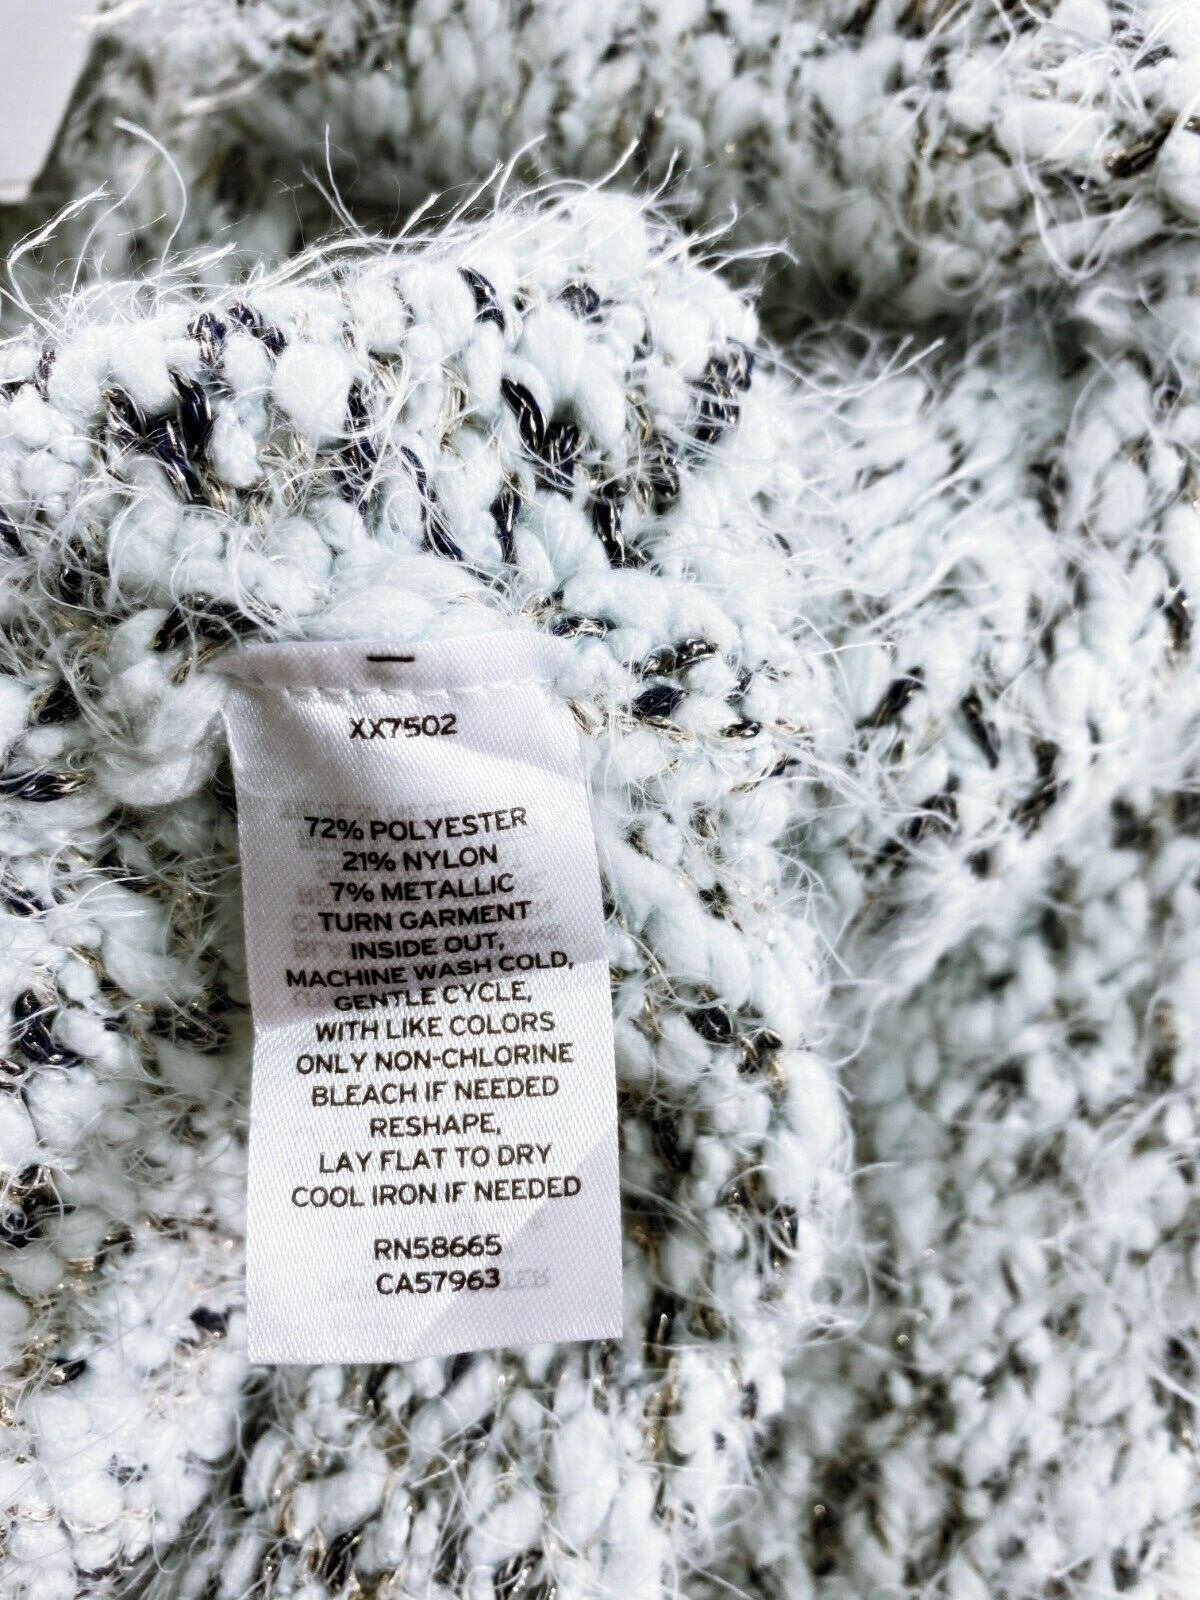 XX7502
72% POLYESTER
21% NYLON
7% METALLIC
TURN GARMENT
INSIDE OUT,
MACHINE WASH COLD,
GENTLE CYCLE,
WITH LIKE COLORS
ONLY NON-CHLORINE
BLEACH IF NEEDED
RESHAPE,
LAY FLAT TO DRY
COOL IRON IF NEEDED
RN58665
CA57963